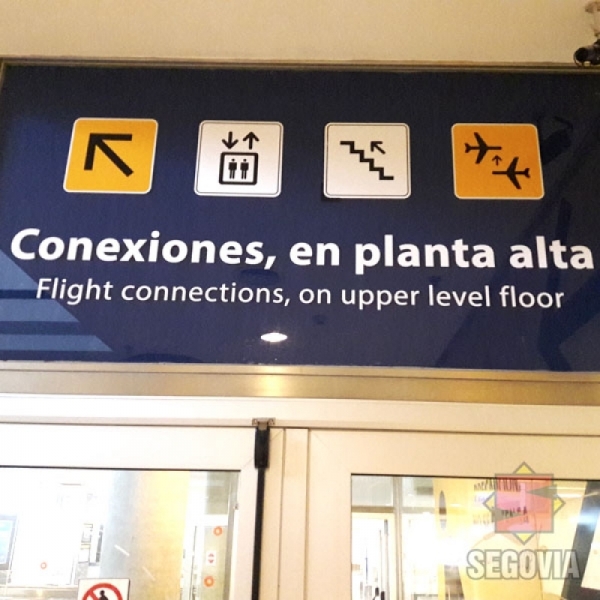 Conexiones, en planta alta
Flight connections, on upper level floor
SEGOVIA